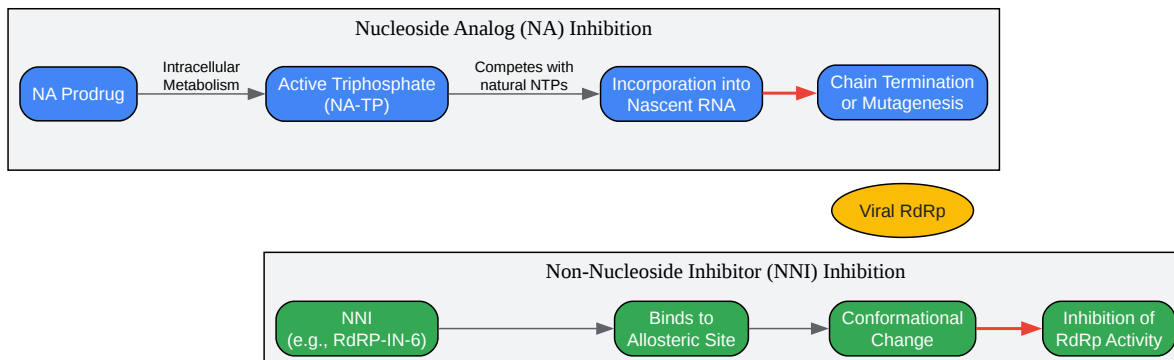 Nucleoside Analog (NA) Inhibition
NA Prodrug
Intracellular
Metabolism
Active Triphosphate
(NA-TP)
Competes with
natural NTPs
Incorporation into
Nascent RNA
Chain Termination
or Mutagenesis
Viral RdRp
Non-Nucleoside Inhibitor (NNI) Inhibition
NNI
(e.g., RdRP-IN-6)
Binds to
Allosteric Site
Conformational
Change
Inhibition of
RdRp Activity